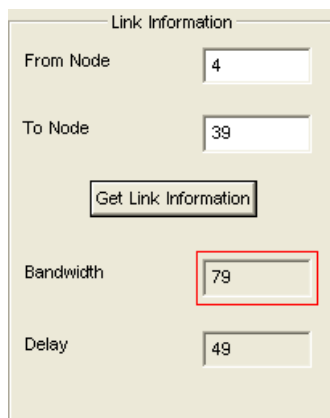 Link Information
From Node 4
To Node 39
Get Link Information
Bandwidth 79
Delay 49